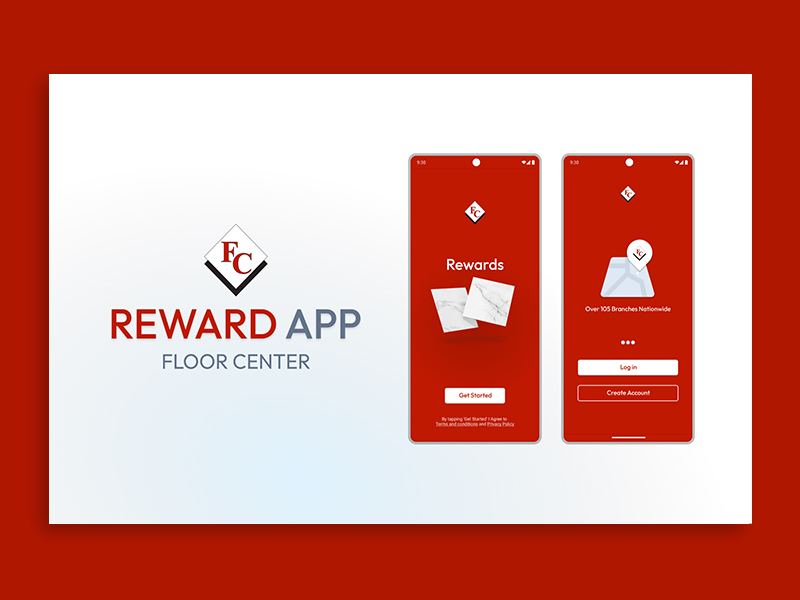 FC
REWARD APP
FLOOR CENTER
9:30
FC
Rewards
Get Started
By tapping 'Get Started' I Agree to
Terms and conditions and Privacy Policy
9:30
FC
FC
Over 105 Branches Nationwide
Log in
Create Account